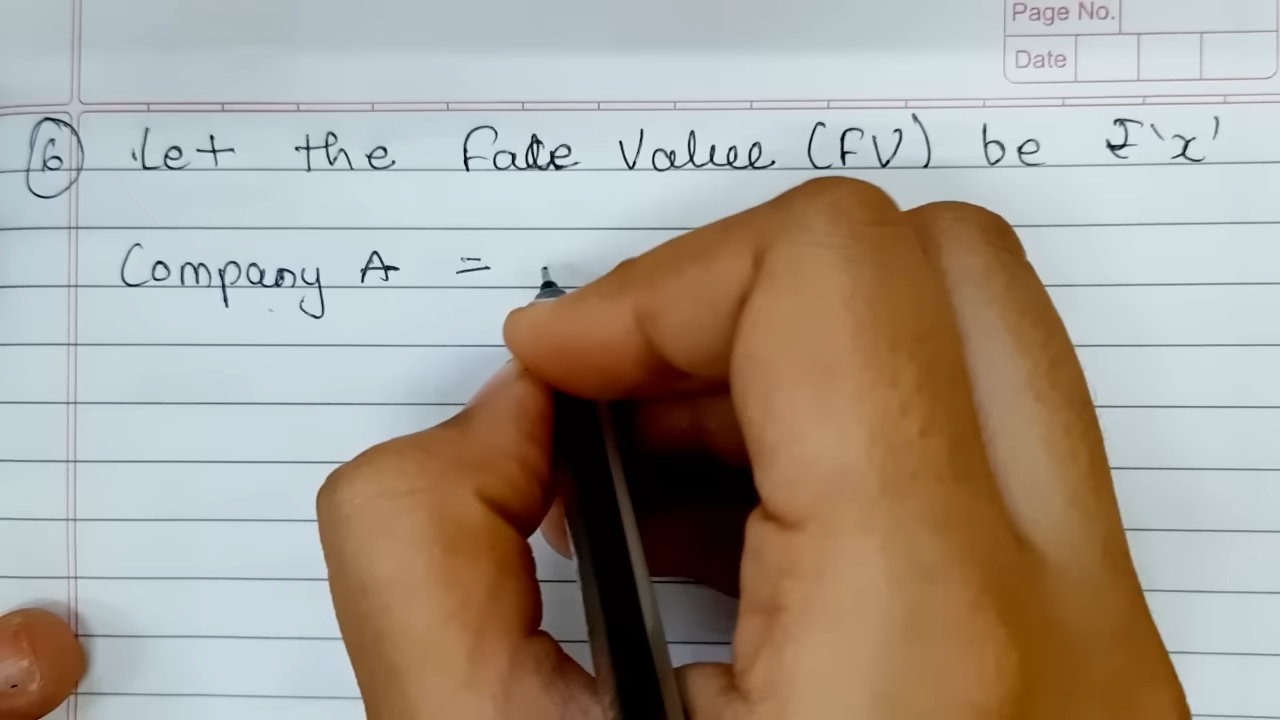 Page No.
Date
6 Let the Face Value (FV) be ₹'x'
Company A =